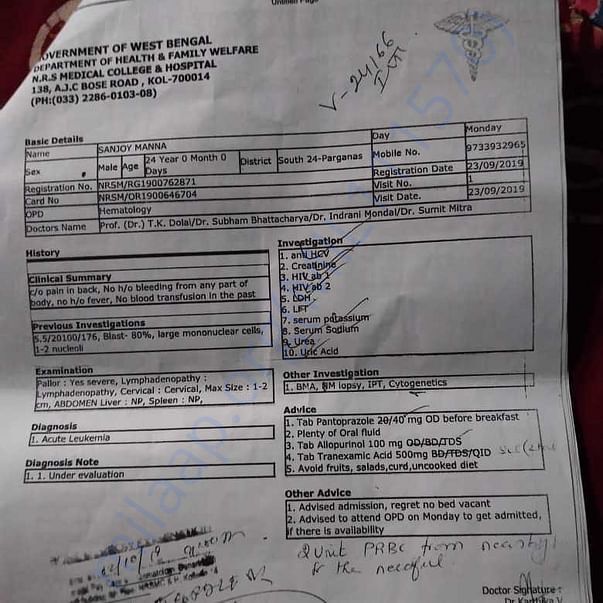 OVERNMENT OF WEST BENGAL
DEPARTMENT OF HEALTH & FAMILY WELFARE
N.R.S MEDICAL COLLEGE & HOSPITAL
138, A.J.C BOSE ROAD , KOL-700014
(PH:(033) 2286-0103-08)
V-24/166
Basic Details
Name SANJOY MANNA Day Monday
Sex Male Age 24 Year 0 Month 0 Days District South 24-Parganas Mobile No. 9733932965
Registration No. NRSM/RG1900762871 Registration Date 23/09/2019
Card No NRSM/OR1900646704 Visit No. 1
OPD Hematology Visit Date. 23/09/2019
Doctors Name Prof. (Dr.) T.K. Dolai/Dr. Subham Bhattacharya/Dr. Indrani Mondal/Dr. Sumit Mitra
History
Clinical Summary
c/o pain in back, No h/o bleeding from any part of
body, no h/o fever, No blood transfusion in the past
Previous Investigations
5.5/20100/176, Blast- 80%, large mononuclear cells,
1-2 nucleoli
Examination
Pallor : Yes severe, Lymphadenopathy :
Lymphadenopathy, Cervical : Cervical, Max Size : 1-2
cm, ABDOMEN Liver : NP, Spleen : NP,
Diagnosis
1. Acute Leukemia
Diagnosis Note
1. 1. Under evaluation
Investigation
1. anti HCV
2. Creatinine
3. HIV ab 1
4. HIV ab 2
5. LDH
6. LFT
7. serum potassium
8. Serum Sodium
9. Urea
10. Uric Acid
Other Investigation
1. BMA, BM iopsy, IPT, Cytogenetics
Advice
1. Tab Pantoprazole 20/40 mg OD before breakfast
2. Plenty of Oral fluid
3. Tab Allopurinol 100 mg OD/BD/TDS
4. Tab Tranexamic Acid 500mg BD/TDS/QID
5. Avoid fruits, salads,curd,uncooked diet
Other Advice
1. Advised admission, regret no bed vacant
2. Advised to attend OPD on Monday to get admitted,
if there is availability
2 Unit PRBC from nearby
for the needful
Doctor Signature :